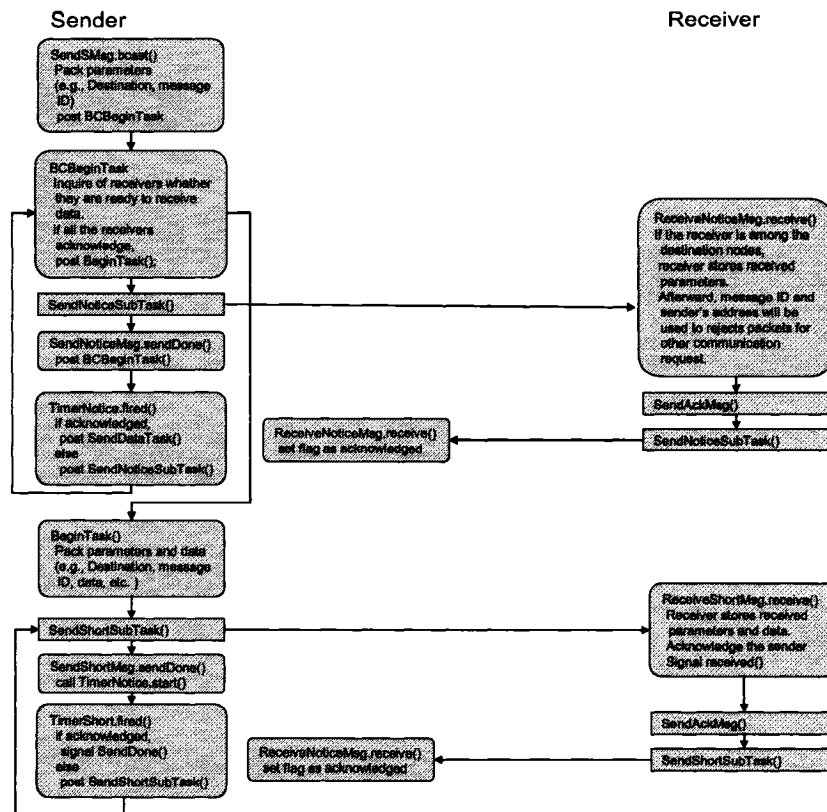 Sender
Receiver
SendSMsg.bcast()
Pack parameters
(e.g., Destination, message
ID)
post BCBeginTask
BCBeginTask
Inquire of receivers whether
they are ready to receive
data.
If all the receivers
acknowledge,
post BeginTask();
SendNoticeSubTask()
SendNoticeMsg.sendDone()
post BCBeginTask()
TimerNotice.fired()
if acknowledged,
post SendDataTask()
else
post SendNoticeSubTask()
ReceiveNoticeMsg.receive()
If the receiver is among the
destination nodes,
receiver stores received
parameters.
Afterward, message ID and
sender's address will be
used to rejects packets for
other communication
request.
SendAckMsg()
SendNoticeSubTask()
ReceiveNoticeMsg.receive()
set flag as acknowledged
BeginTask()
Pack parameters and data
(e.g., Destination, message
ID, data, etc. )
SendShortSubTask()
SendShortMsg.sendDone()
call TimerNotice.start()
TimerShort.fired()
if acknowledged,
signal SendDone()
else
post SendShortSubTask()
ReceiveShortMsg.receive()
Receiver stores received
parameters and data.
Acknowledge the sender
Signal received()
SendAckMsg()
SendShortSubTask()
ReceiveNoticeMsg.receive()
set flag as acknowledged